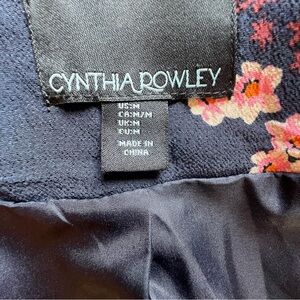 CYNTHIA ROWLEY
US:M
CA:M/M
UK:M
EU:M
MADE IN
CHINA